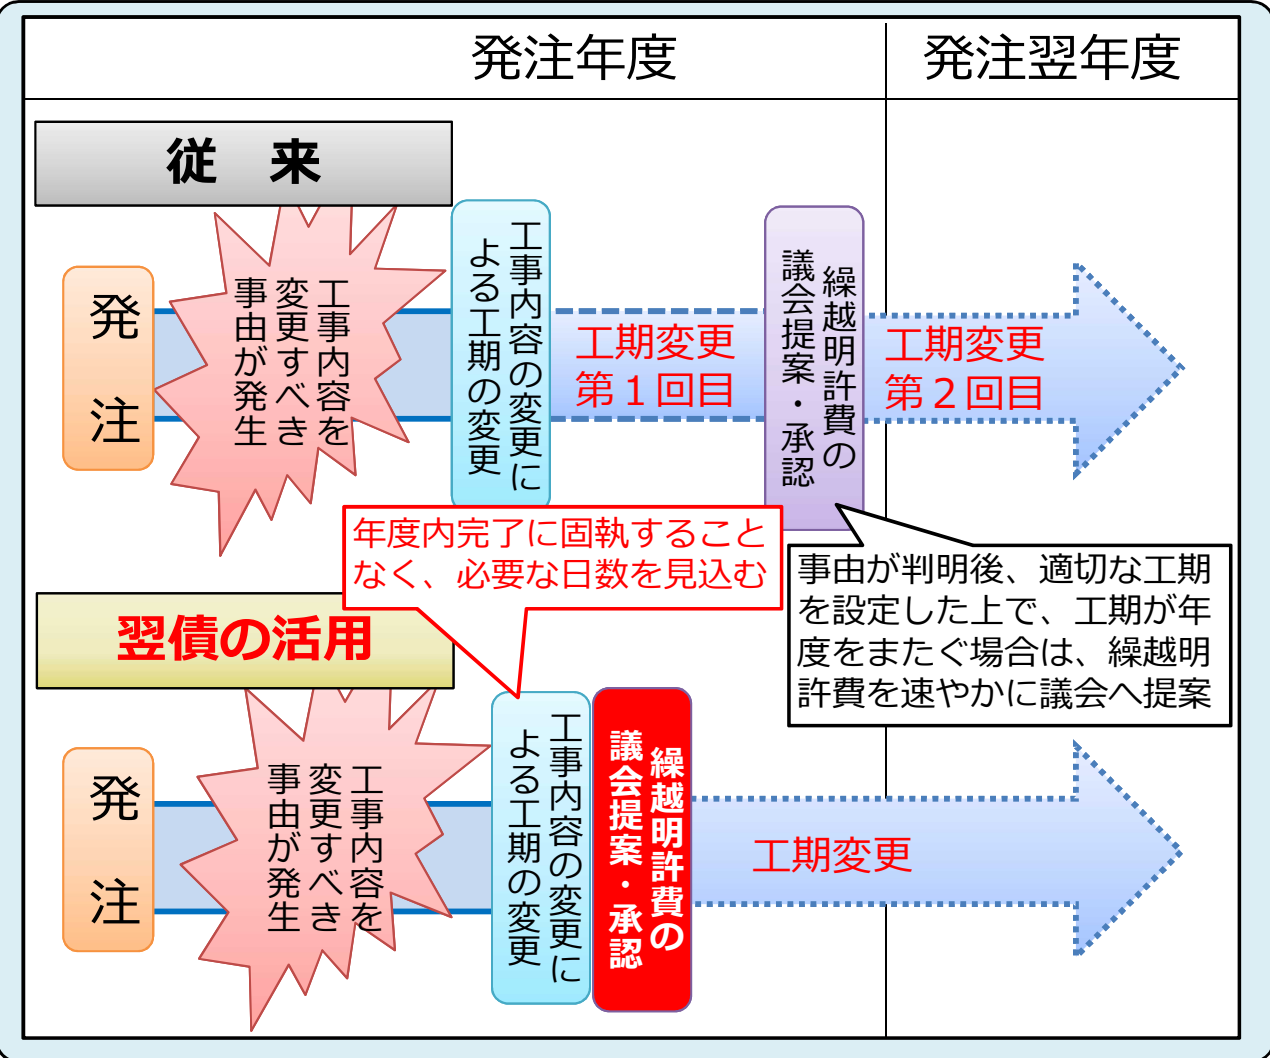 発注年度
発注翌年度
従　来
発　注
工事内容を
変更すべき
事由が発生
工事内容の変更に
よる工期の変更
工期変更
第１回目
繰越明許費の
議会提案・承認
工期変更
第２回目
年度内完了に固執すること
なく、必要な日数を見込む
事由が判明後、適切な工期
を設定した上で、工期が年
度をまたぐ場合は、繰越明
許費を速やかに議会へ提案
翌債の活用
発　注
工事内容を
変更すべき
事由が発生
工事内容の変更に
よる工期の変更
繰越明許費の
議会提案・承認
工期変更